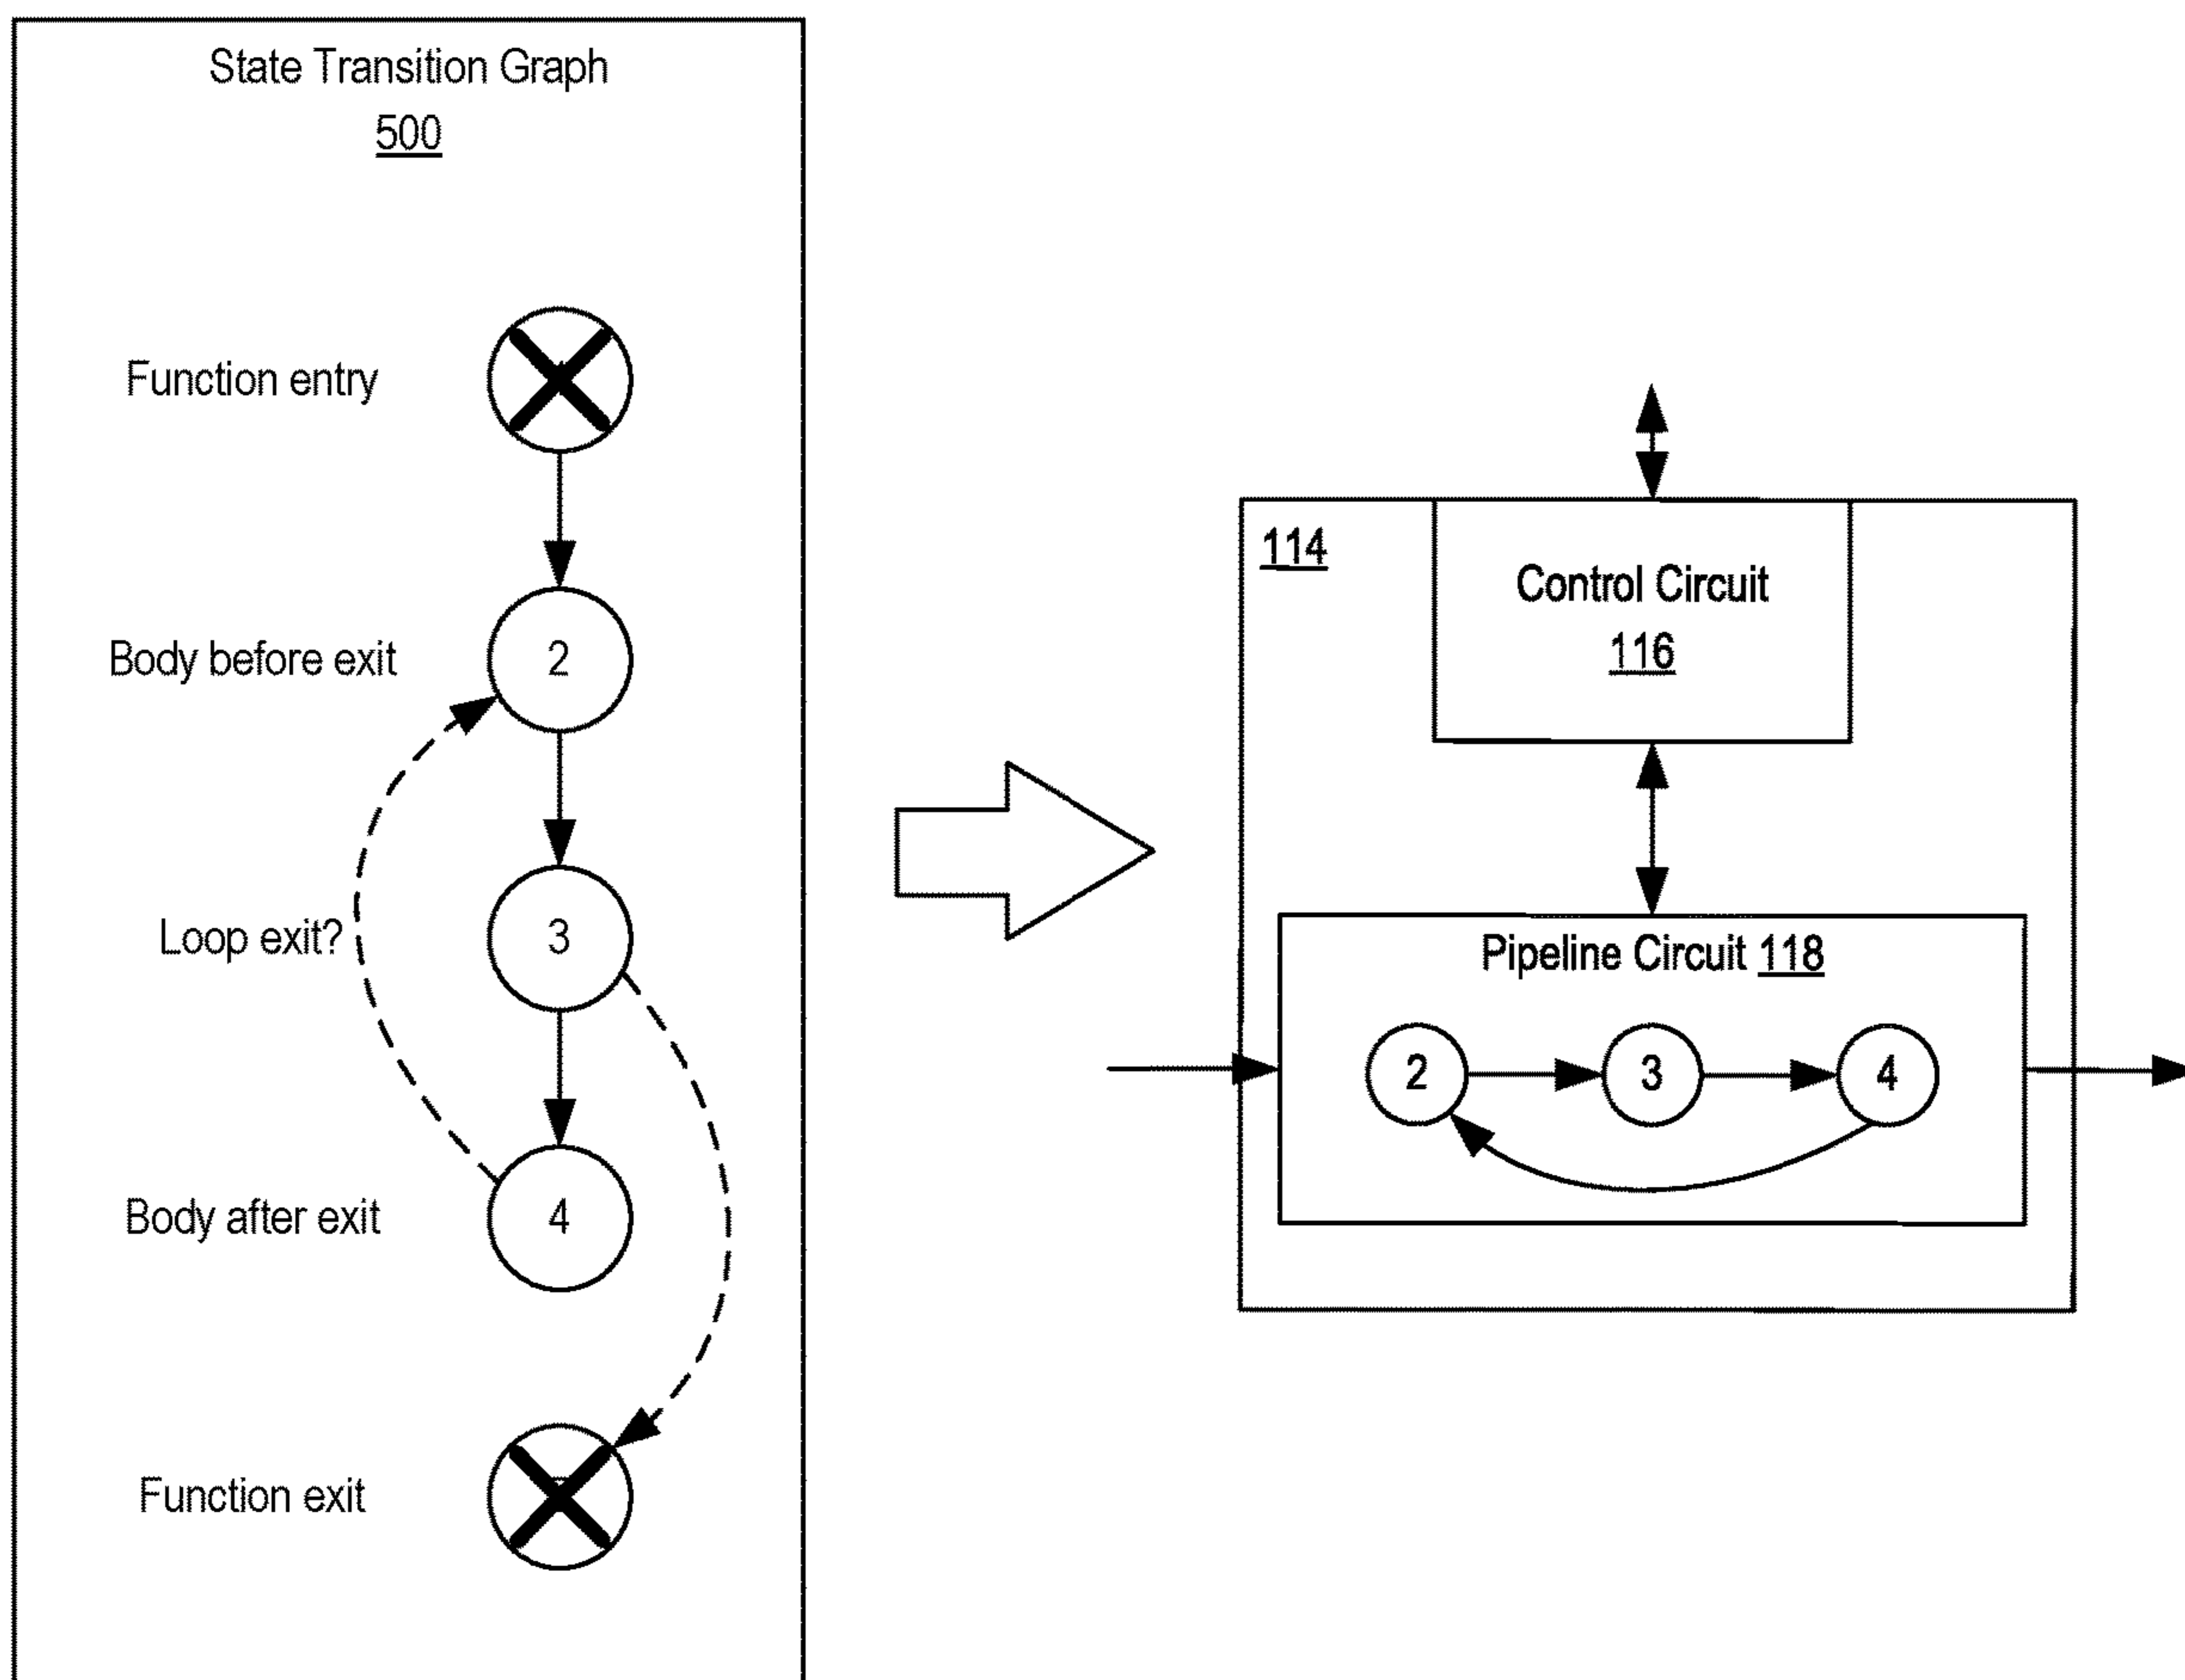 State Transition Graph
500
Function entry
Body before exit
2
Loop exit?
3
Body after exit
4
Function exit
114
Control Circuit
116
Pipeline Circuit 118
2
3
4